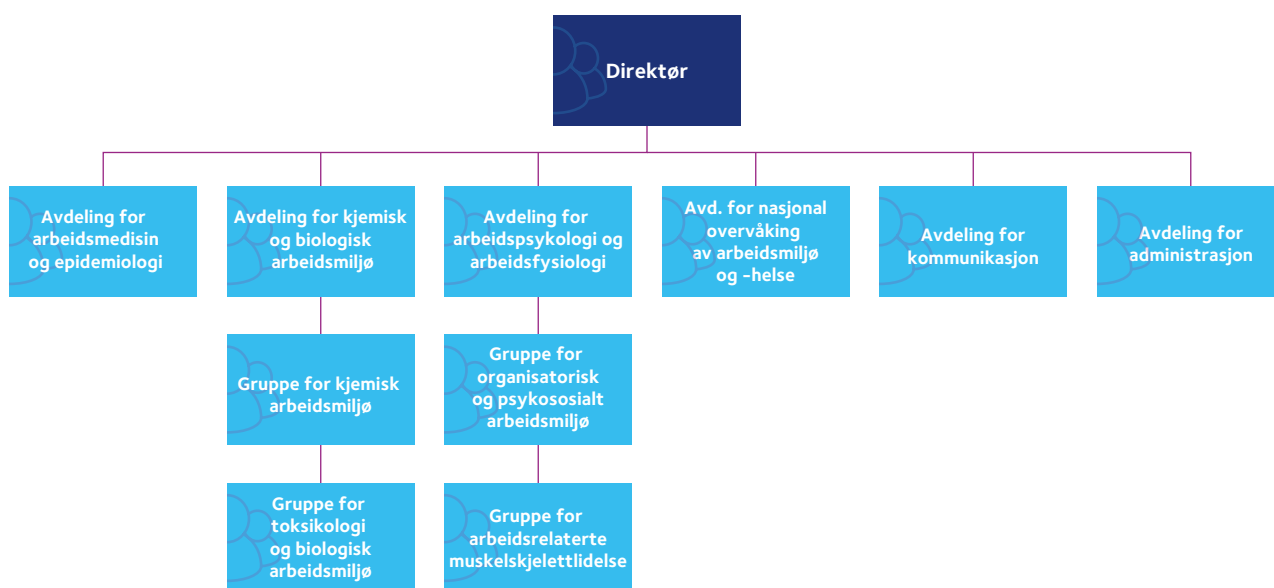 Direktør
Avdeling for
arbeidsmedisin
og epidemiologi
Avdeling for kjemisk
og biologisk
arbeidsmiljø
Avdeling for
arbeidspsykologi og
arbeidsfysiologi
Avd. for nasjonal
overvåking
av arbeidsmiljø
og -helse
Avdeling for
kommunikasjon
Avdeling for
administrasjon
Gruppe for kjemisk
arbeidsmiljø
Gruppe for
organisatorisk
og psykososialt
arbeidsmiljø
Gruppe for
toksikologi
og biologisk
arbeidsmiljø
Gruppe for
arbeidsrelaterte
muskelskjelettlidelse